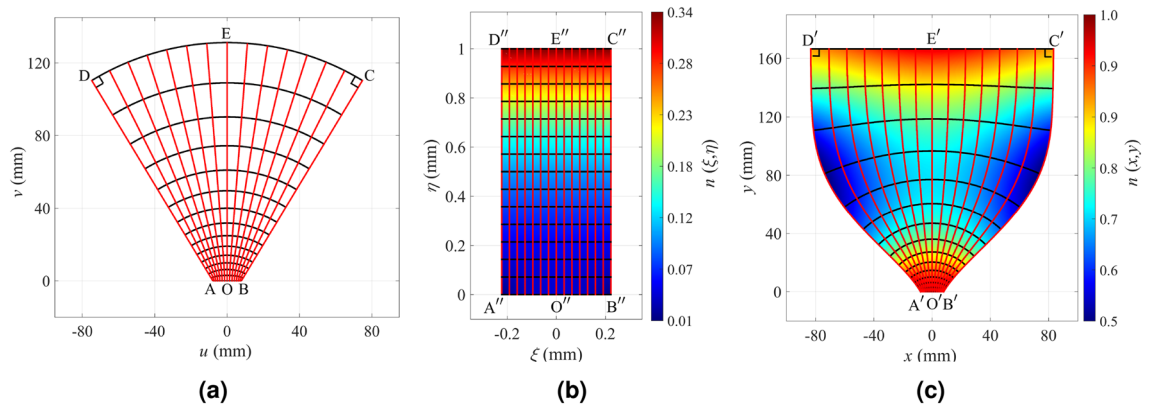 E
D
C
A O B
120
80
40
0
v (mm)
-80 -40 0 40 80
u (mm)
(a)
D″ E″ C″
1
0.8
0.6
0.4
0.2
0
η (mm)
A″ O″ B″
-0.2 0 0.2
ξ (mm)
0.34
0.28
0.23
0.18
0.12
0.07
0.01
n (ξ,η)
(b)
D′ E′ C′
160
120
80
40
0
y (mm)
A′ O′ B′
-80 -40 0 40 80
x (mm)
1.0
0.9
0.9
0.8
0.7
0.6
0.5
n (x,y)
(c)